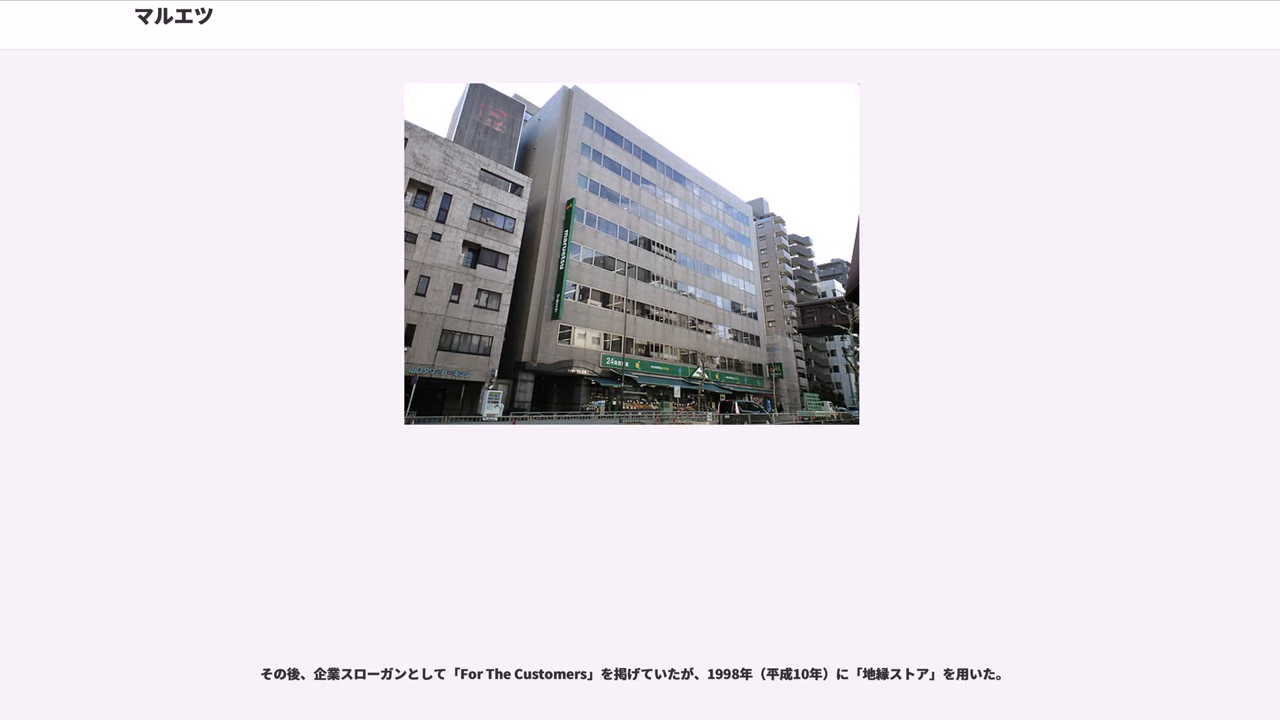 マルエツ
maruetsu
その後、企業スローガンとして「For The Customers」を掲げていたが、1998年（平成10年）に「地縁ストア」を用いた。